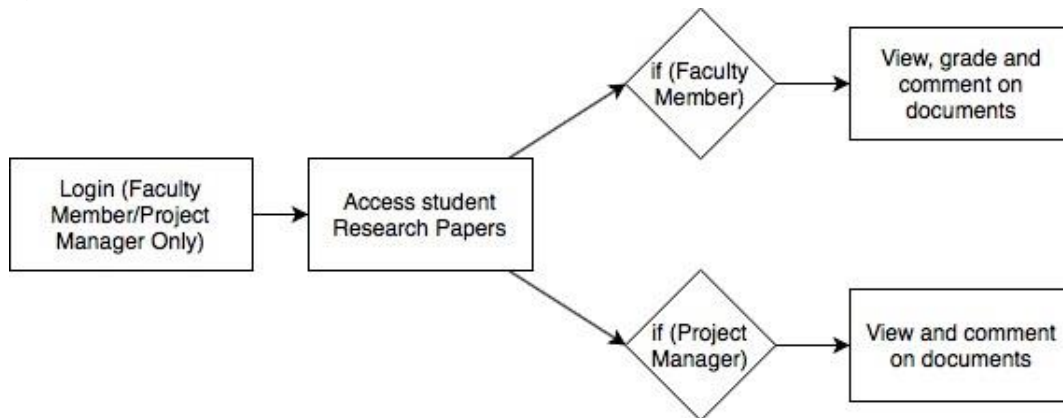 Login (Faculty
Member/Project
Manager Only)
Access student
Research Papers
if (Faculty
Member)
View, grade and
comment on
documents
if (Project
Manager)
View and comment
on documents